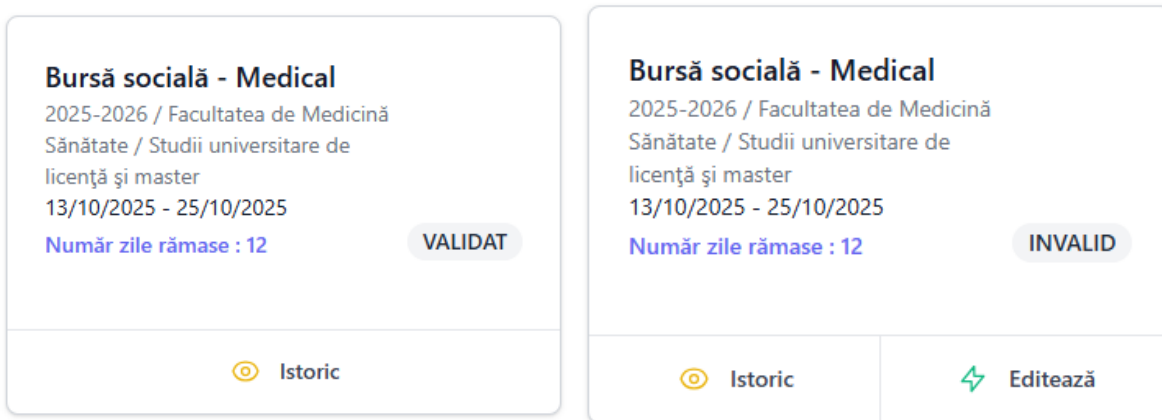 Bursă socială - Medical
2025-2026 / Facultatea de Medicină
Sănătate / Studii universitare de
licenţă şi master
13/10/2025 - 25/10/2025
Număr zile rămase : 12
VALIDAT
Istoric
Bursă socială - Medical
2025-2026 / Facultatea de Medicină
Sănătate / Studii universitare de
licenţă şi master
13/10/2025 - 25/10/2025
Număr zile rămase : 12
INVALID
Istoric
Editează